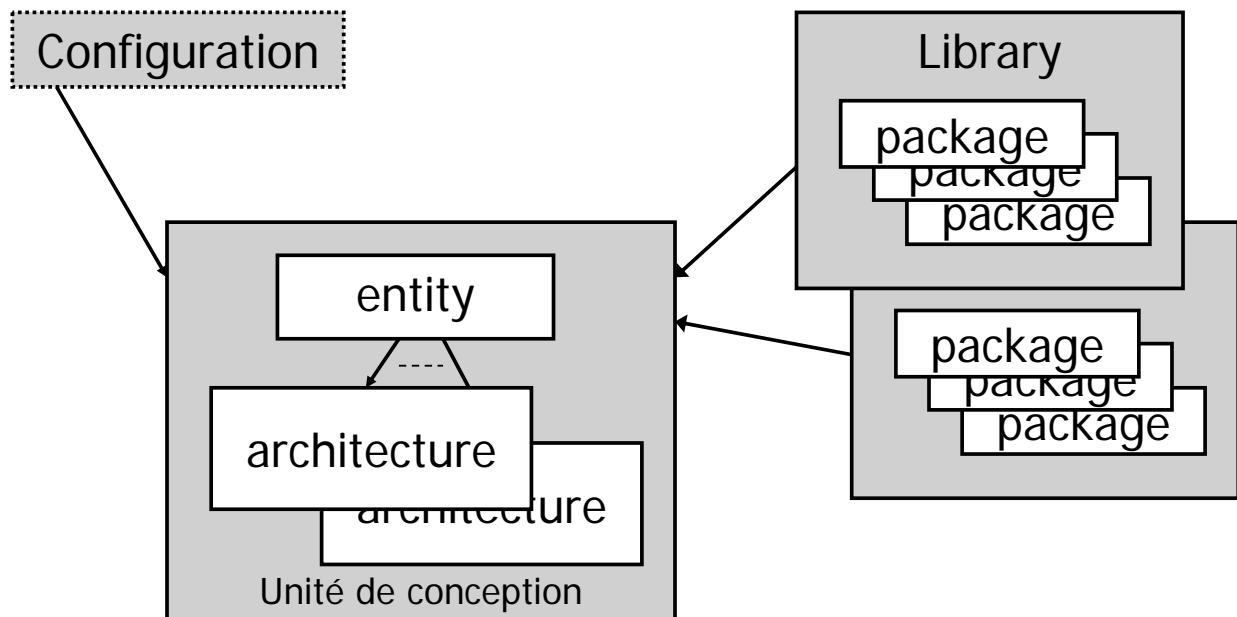 Configuration
Library
package
package
package
entity
package
package
package
architecture
architecture
Unité de conception